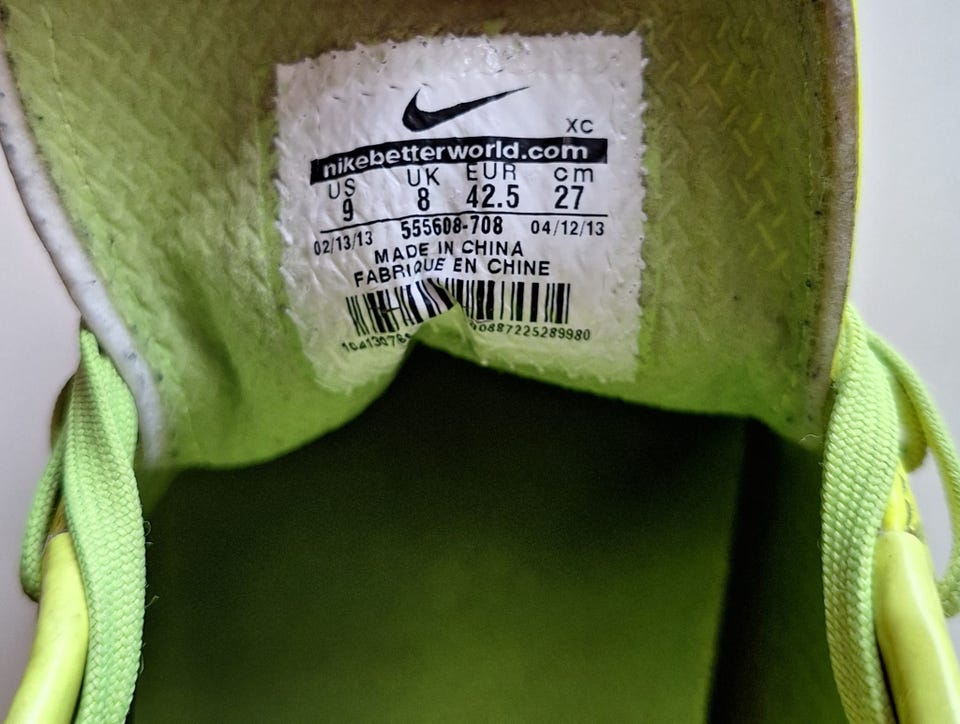 XC
nikebetterworld.com
US UK EUR cm
9 8 42.5 27
02/13/13 555608-708 04/12/13
MADE IN CHINA
FABRIQUE EN CHINE
00887225289980